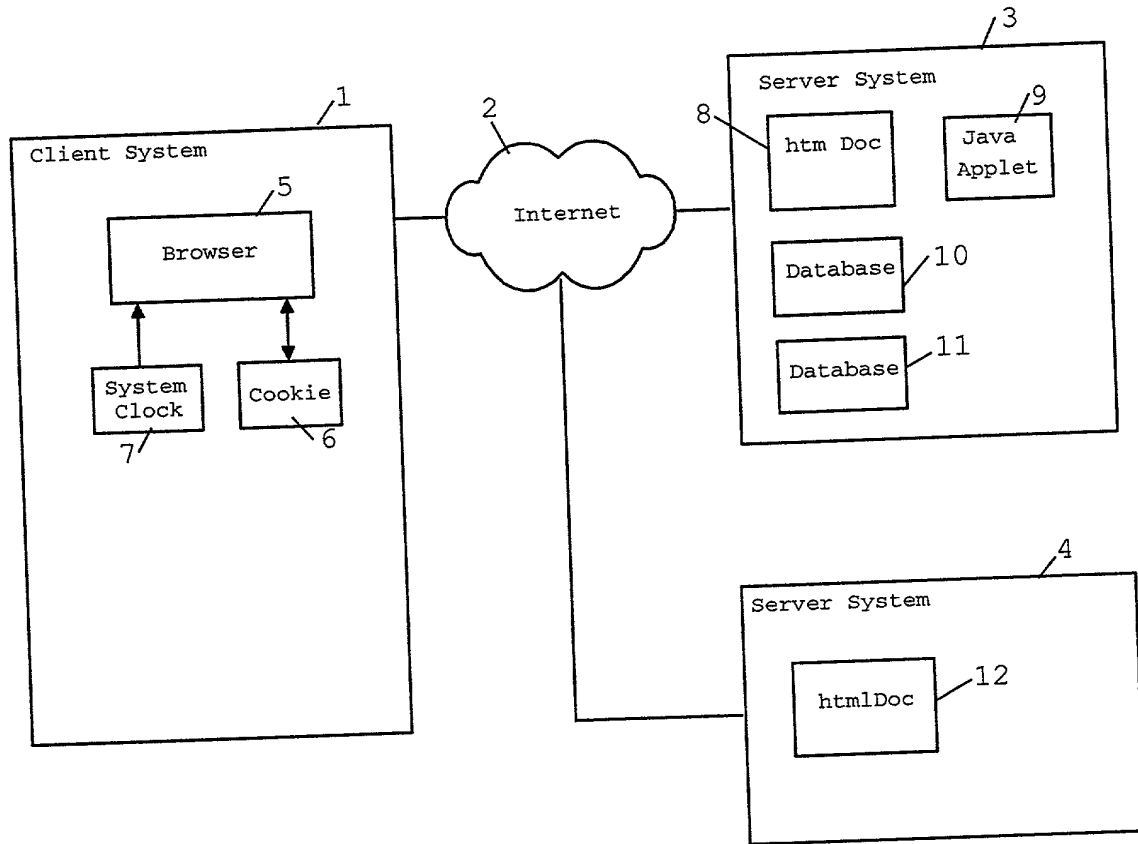 1
Client System
5
Browser
System
Clock
7
Cookie
6
2
Internet
3
Server System
8
htm Doc
9
Java
Applet
Database
10
Database
11
4
Server System
htmlDoc
12